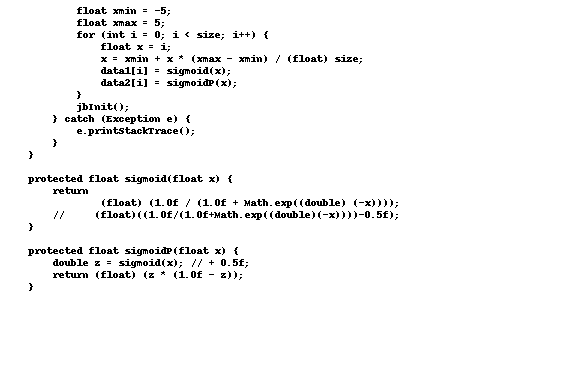 float xmin = -5;
float xmax = 5;
for (int i = 0; i < size; i++) {
float x = i;
x = xmin + x * (xmax - xmin) / (float) size;
data1[i] = sigmoid(x);
data2[i] = sigmoidP(x);
}
jbInit();
} catch (Exception e) {
e.printStackTrace();
}
}
protected float sigmoid(float x) {
return
(float) (1.0f / (1.0f + Math.exp((double) (-x))));
// (float)((1.0f/(1.0f+Math.exp((double)(-x))))-0.5f);
}
protected float sigmoidP(float x) {
double z = sigmoid(x); // + 0.5f;
return (float) (z * (1.0f - z));
}